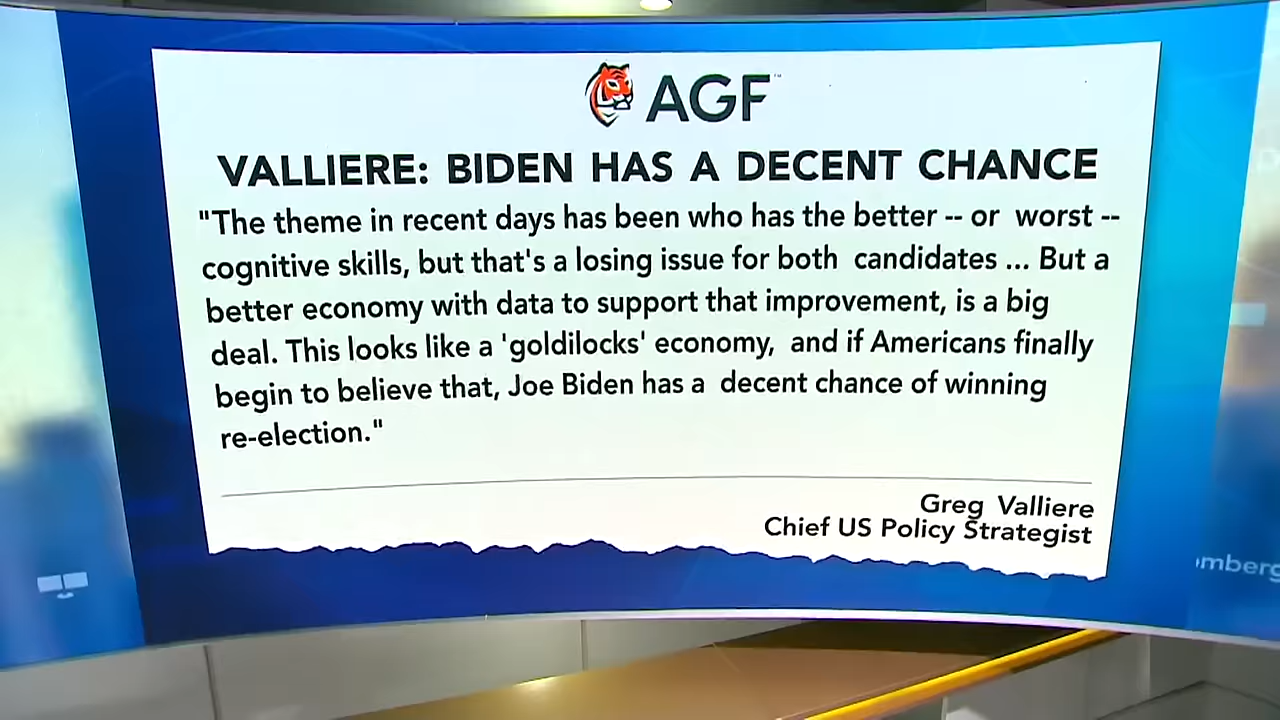 AGF™
VALLIERE: BIDEN HAS A DECENT CHANCE
"The theme in recent days has been who has the better -- or worst --
cognitive skills, but that's a losing issue for both candidates ... But a
better economy with data to support that improvement, is a big
deal. This looks like a 'goldilocks' economy, and if Americans finally
begin to believe that, Joe Biden has a decent chance of winning
re-election."
Greg Valliere
Chief US Policy Strategist
omberg